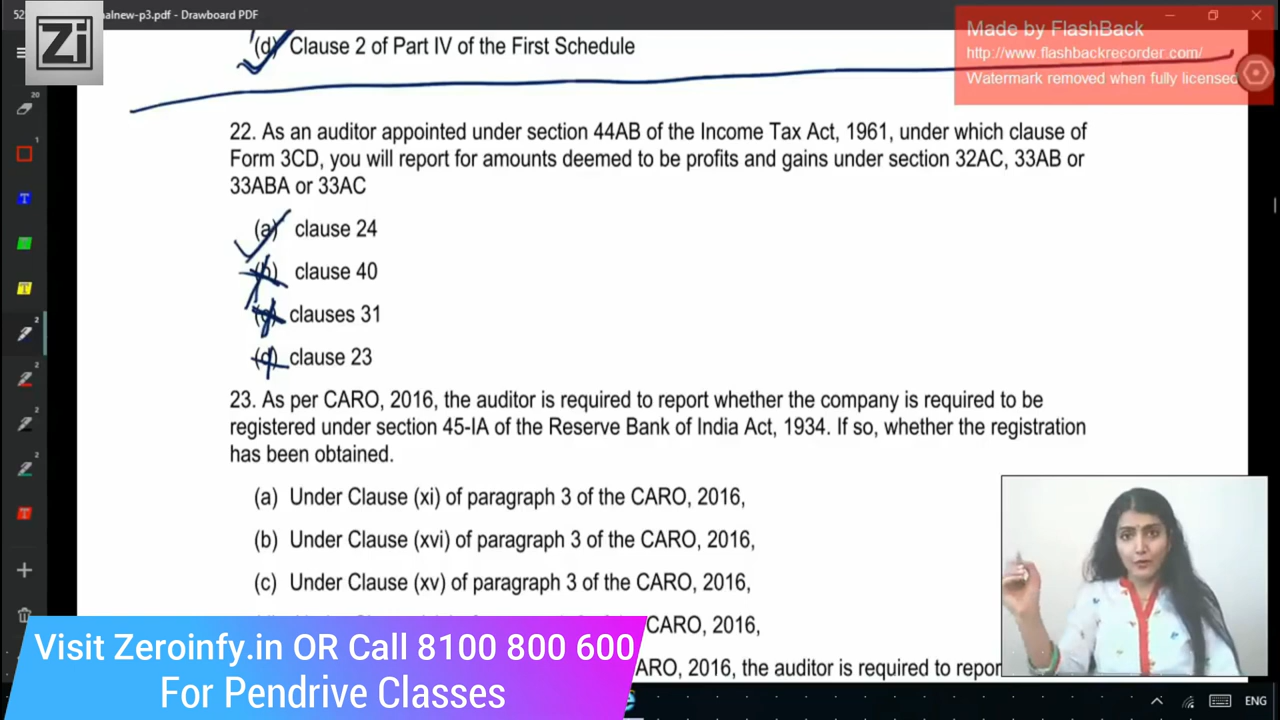 52
alnew-p3.pdf - Drawboard PDF
Zi
Made by FlashBack
http://www.flashbackrecorder.com/
Watermark removed when fully licensed
(d) Clause 2 of Part IV of the First Schedule
22. As an auditor appointed under section 44AB of the Income Tax Act, 1961, under which clause of
Form 3CD, you will report for amounts deemed to be profits and gains under section 32AC, 33AB or
33ABA or 33AC
(a) clause 24
(b) clause 40
(c) clauses 31
(d) clause 23
23. As per CARO, 2016, the auditor is required to report whether the company is required to be
registered under section 45-IA of the Reserve Bank of India Act, 1934. If so, whether the registration
has been obtained.
(a) Under Clause (xi) of paragraph 3 of the CARO, 2016,
(b) Under Clause (xvi) of paragraph 3 of the CARO, 2016,
(c) Under Clause (xv) of paragraph 3 of the CARO, 2016,
CARO, 2016,
ARO, 2016, the auditor is required to repor
Visit Zeroinfy.in OR Call 8100 800 600
For Pendrive Classes
ENG